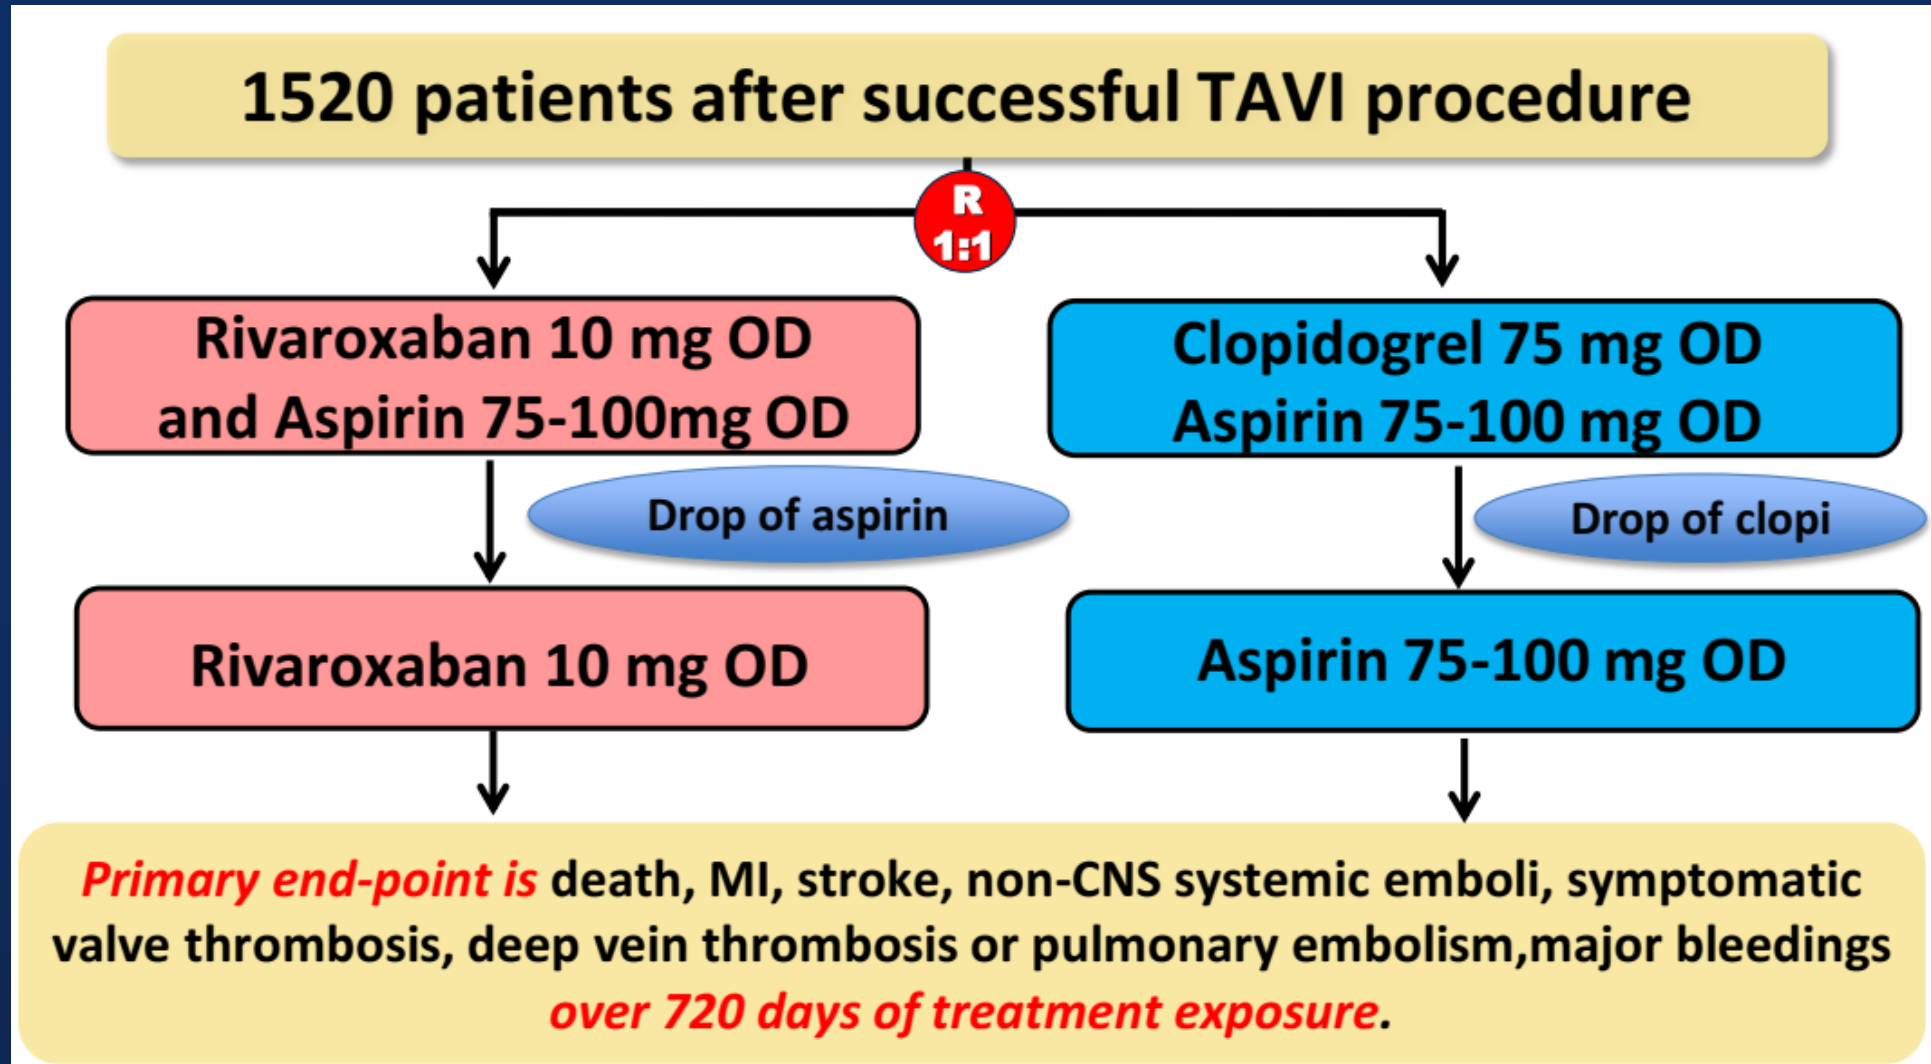 1520 patients after successful TAVI procedure
R
1:1
Rivaroxaban 10 mg OD
and Aspirin 75-100mg OD
Clopidogrel 75 mg OD
Aspirin 75-100 mg OD
Drop of aspirin
Drop of clopi
Rivaroxaban 10 mg OD
Aspirin 75-100 mg OD
Primary end-point is death, MI, stroke, non-CNS systemic emboli, symptomatic
valve thrombosis, deep vein thrombosis or pulmonary embolism,major bleedings
over 720 days of treatment exposure.